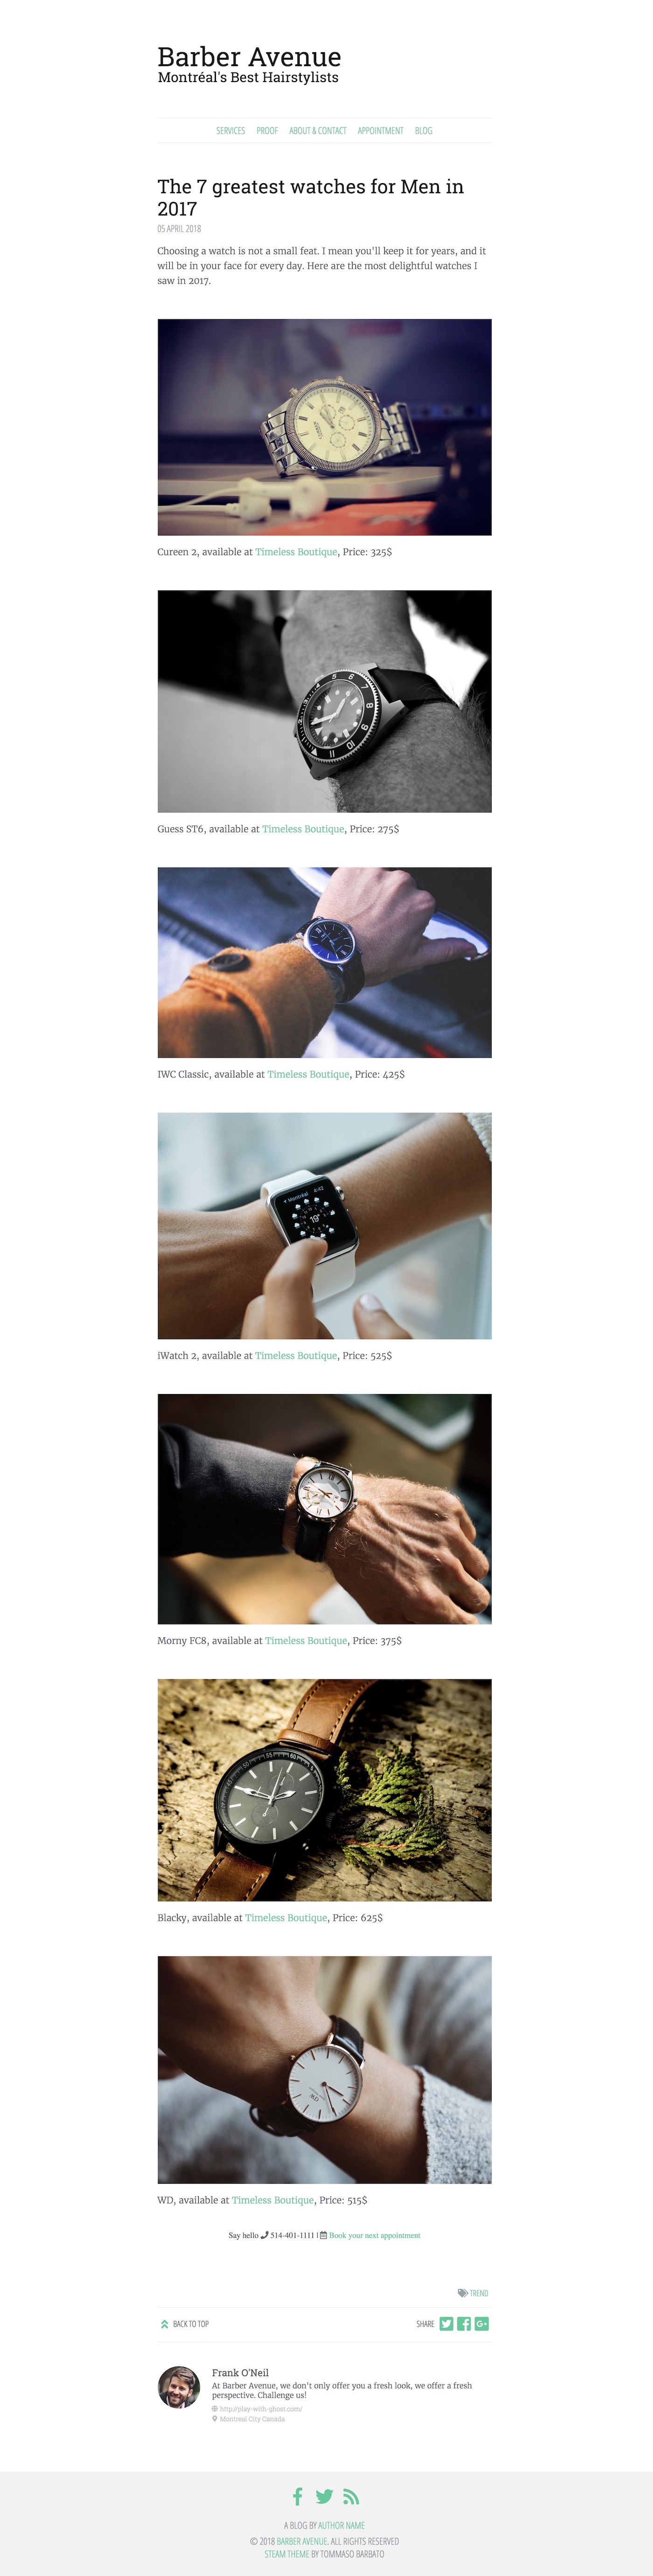 Barber Avenue
Montréal's Best Hairstylists
SERVICES PROOF ABOUT & CONTACT APPOINTMENT BLOG
The 7 greatest watches for Men in
2017
05 APRIL 2018
Choosing a watch is not a small feat. I mean you'll keep it for years, and it
will be in your face for every day. Here are the most delightful watches I
saw in 2017.
Cureen 2, available at Timeless Boutique, Price: 325$
Guess ST6, available at Timeless Boutique, Price: 275$
IWC Classic, available at Timeless Boutique, Price: 425$
Montréal 6:43
19°
iWatch 2, available at Timeless Boutique, Price: 525$
Morny FC8, available at Timeless Boutique, Price: 375$
Blacky, available at Timeless Boutique, Price: 625$
WD, available at Timeless Boutique, Price: 515$
Say hello 514-401-1111 | Book your next appointment
TREND
BACK TO TOP SHARE
Frank O'Neil
At Barber Avenue, we don't only offer you a fresh look, we offer a fresh
perspective. Challenge us!
http://play-with-ghost.com/
Montreal City Canada
A BLOG BY AUTHOR NAME
© 2018 BARBER AVENUE. ALL RIGHTS RESERVED
STEAM THEME BY TOMMASO BARBATO